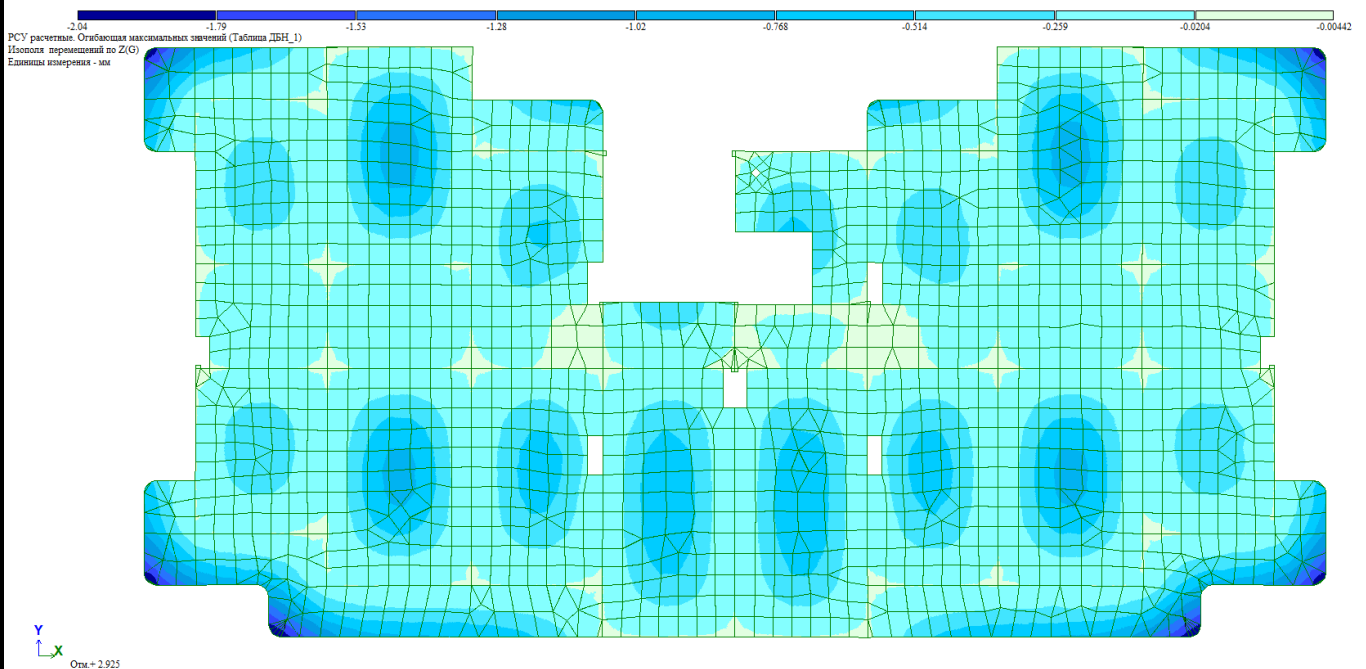 -2.04 -1.79 -1.53 -1.28 -1.02 -0.768 -0.514 -0.259 -0.0204 -0.00442
РСУ расчетные. Огибающая максимальных значений (Таблица ДБН_1)
Изополя перемещений по Z(G)
Единицы измерения - мм
Y
X
Отм.+ 2.925